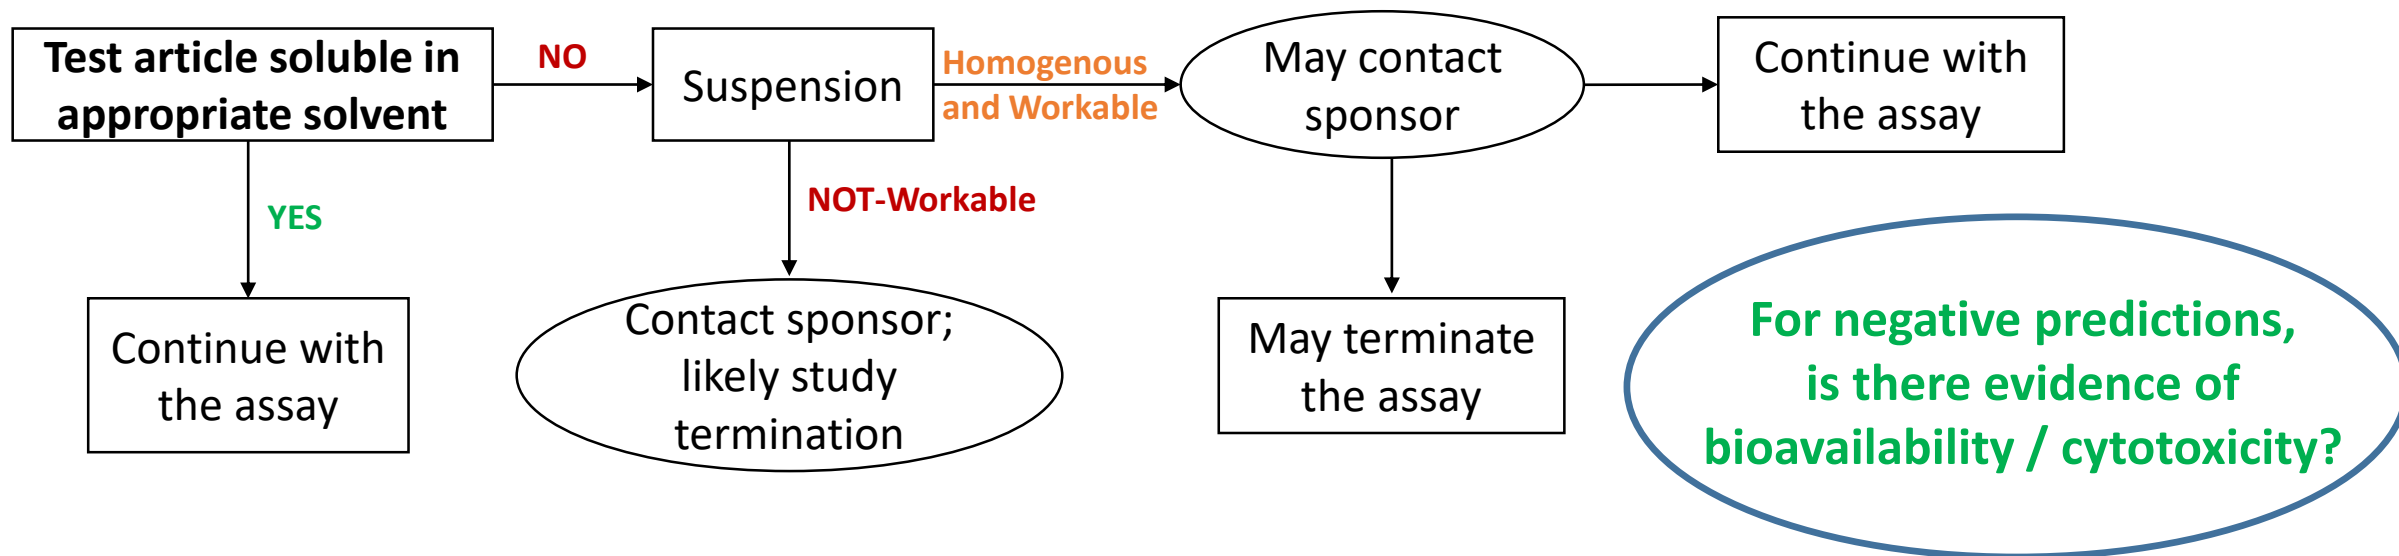 Test article soluble in
appropriate solvent
NO
Suspension
Homogenous
and Workable
May contact
sponsor
Continue with
the assay
YES
NOT-Workable
Continue with
the assay
Contact sponsor;
likely study
termination
May terminate
the assay
For negative predictions,
is there evidence of
bioavailability / cytotoxicity?